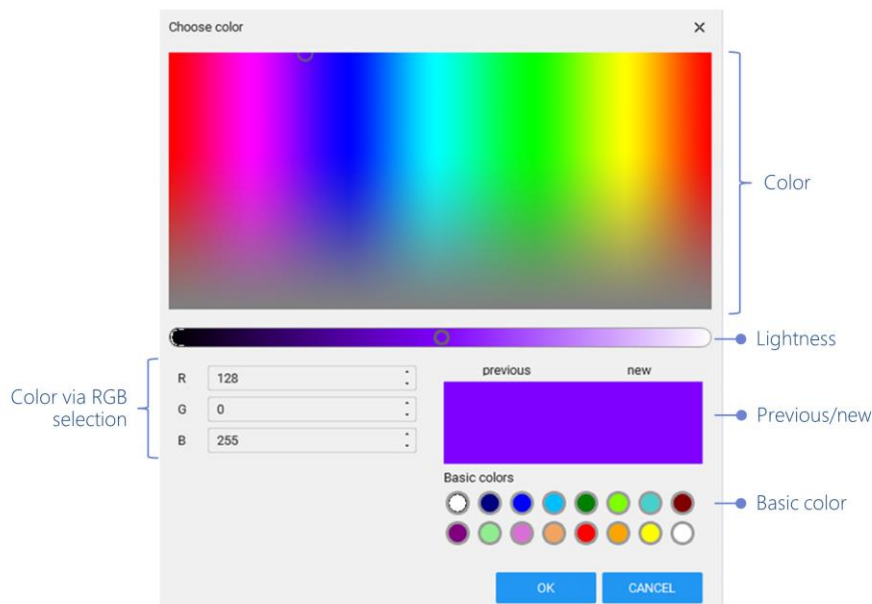 Choose color
Color
Lightness
Color via RGB
selection
R 128
G 0
B 255
previous new
Previous/new
Basic colors
Basic color
OK CANCEL